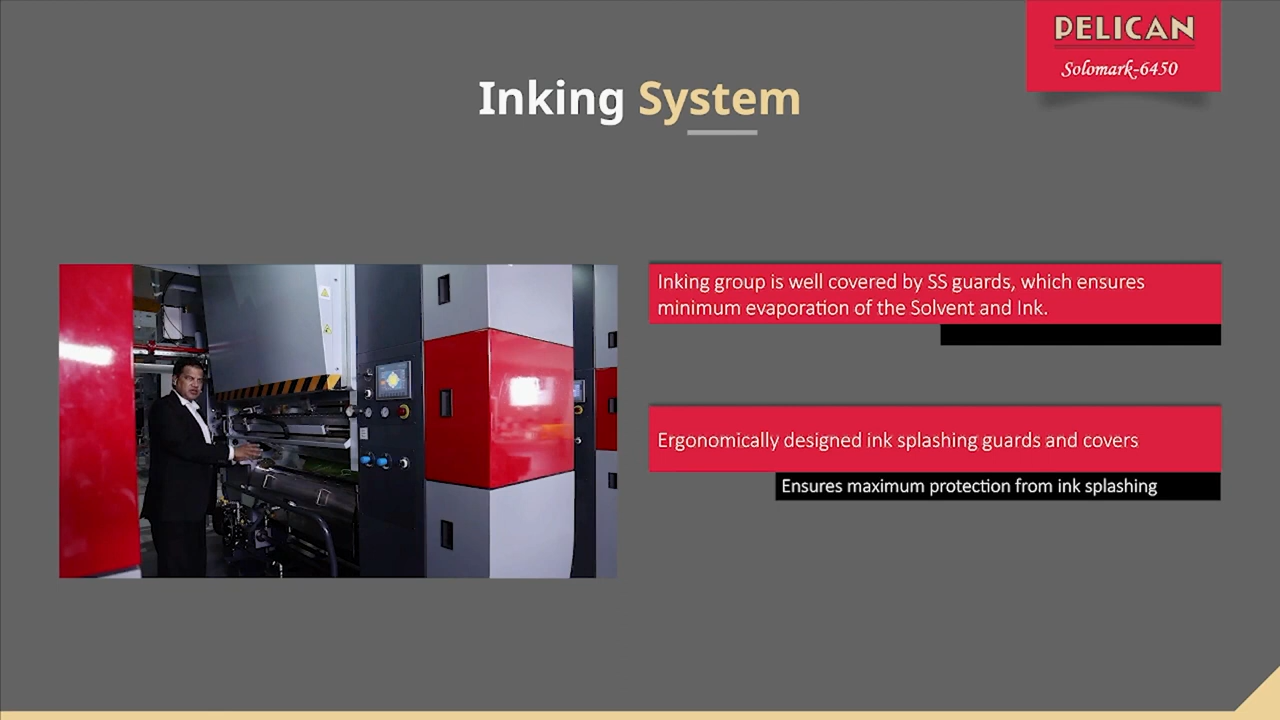 PELICAN
Solomark-6450
Inking System
Inking group is well covered by SS guards, which ensures
minimum evaporation of the Solvent and Ink.
Ergonomically designed ink splashing guards and covers
Ensures maximum protection from ink splashing